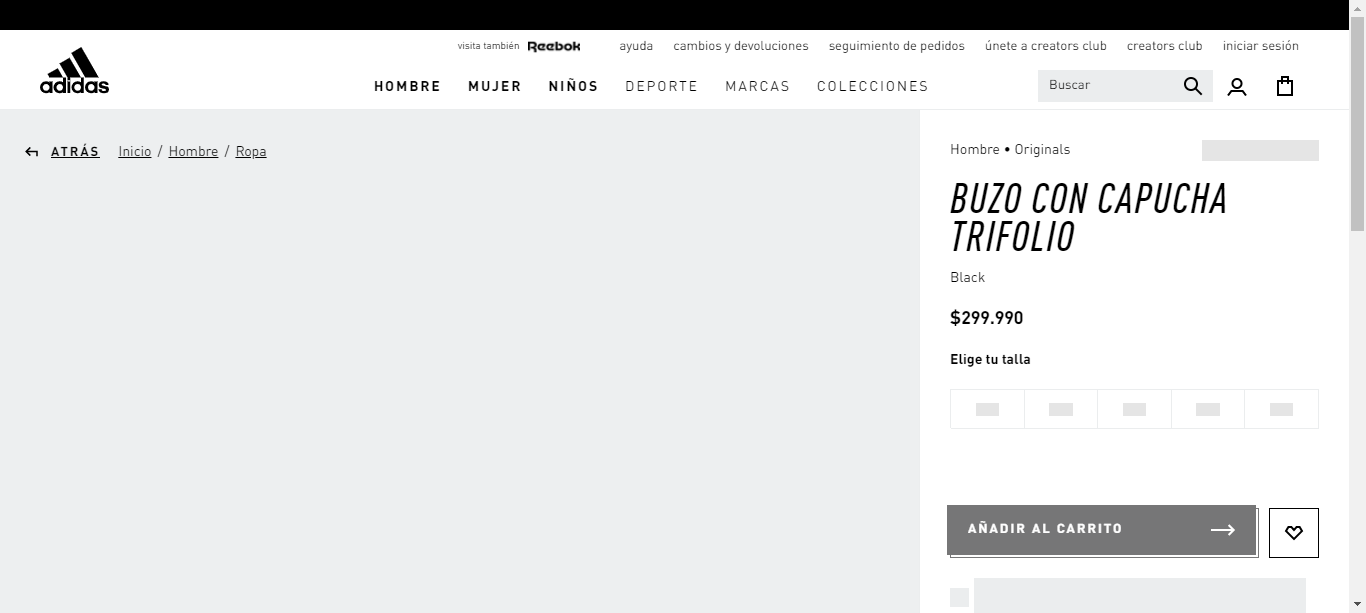 visita también Reebok ayuda cambios y devoluciones seguimiento de pedidos únete a creators club creators club iniciar sesión
adidas
HOMBRE MUJER NIÑOS DEPORTE MARCAS COLECCIONES Buscar
ATRÁS Inicio / Hombre / Ropa
Hombre • Originals
BUZO CON CAPUCHA
TRIFOLIO
Black
$299.990
Elige tu talla
AÑADIR AL CARRITO